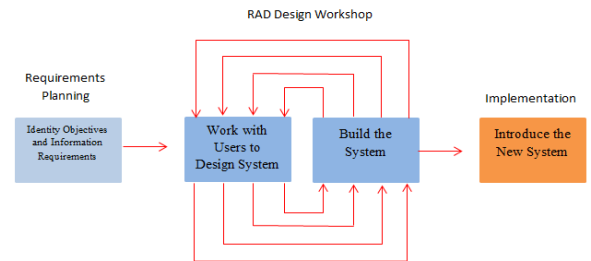 RAD Design Workshop
Requirements
Planning
Identity Objectives
and Information
Requirements
Work with
Users to
Design System
Build the
System
Implementation
Introduce the
New System